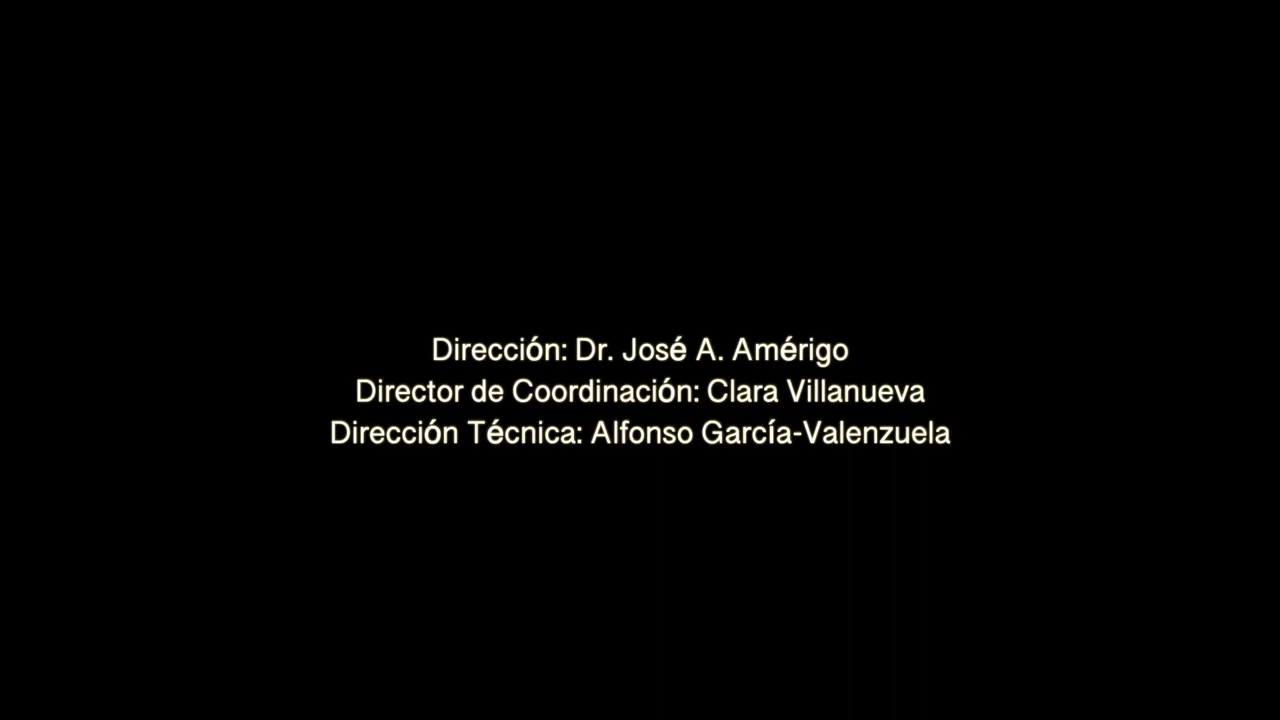 Dirección: Dr. José A. Amérigo
Director de Coordinación: Clara Villanueva
Dirección Técnica: Alfonso García-Valenzuela